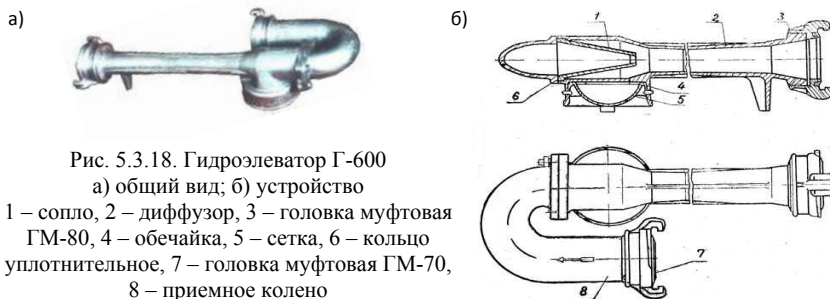 а)
б)
1
2
3
4
5
6
7
8
Рис. 5.3.18. Гидроэлеватор Г-600
а) общий вид; б) устройство
1 – сопло, 2 – диффузор, 3 – головка муфтовая
ГМ-80, 4 – обечайка, 5 – сетка, 6 – кольцо
уплотнительное, 7 – головка муфтовая ГМ-70,
8 – приемное колено